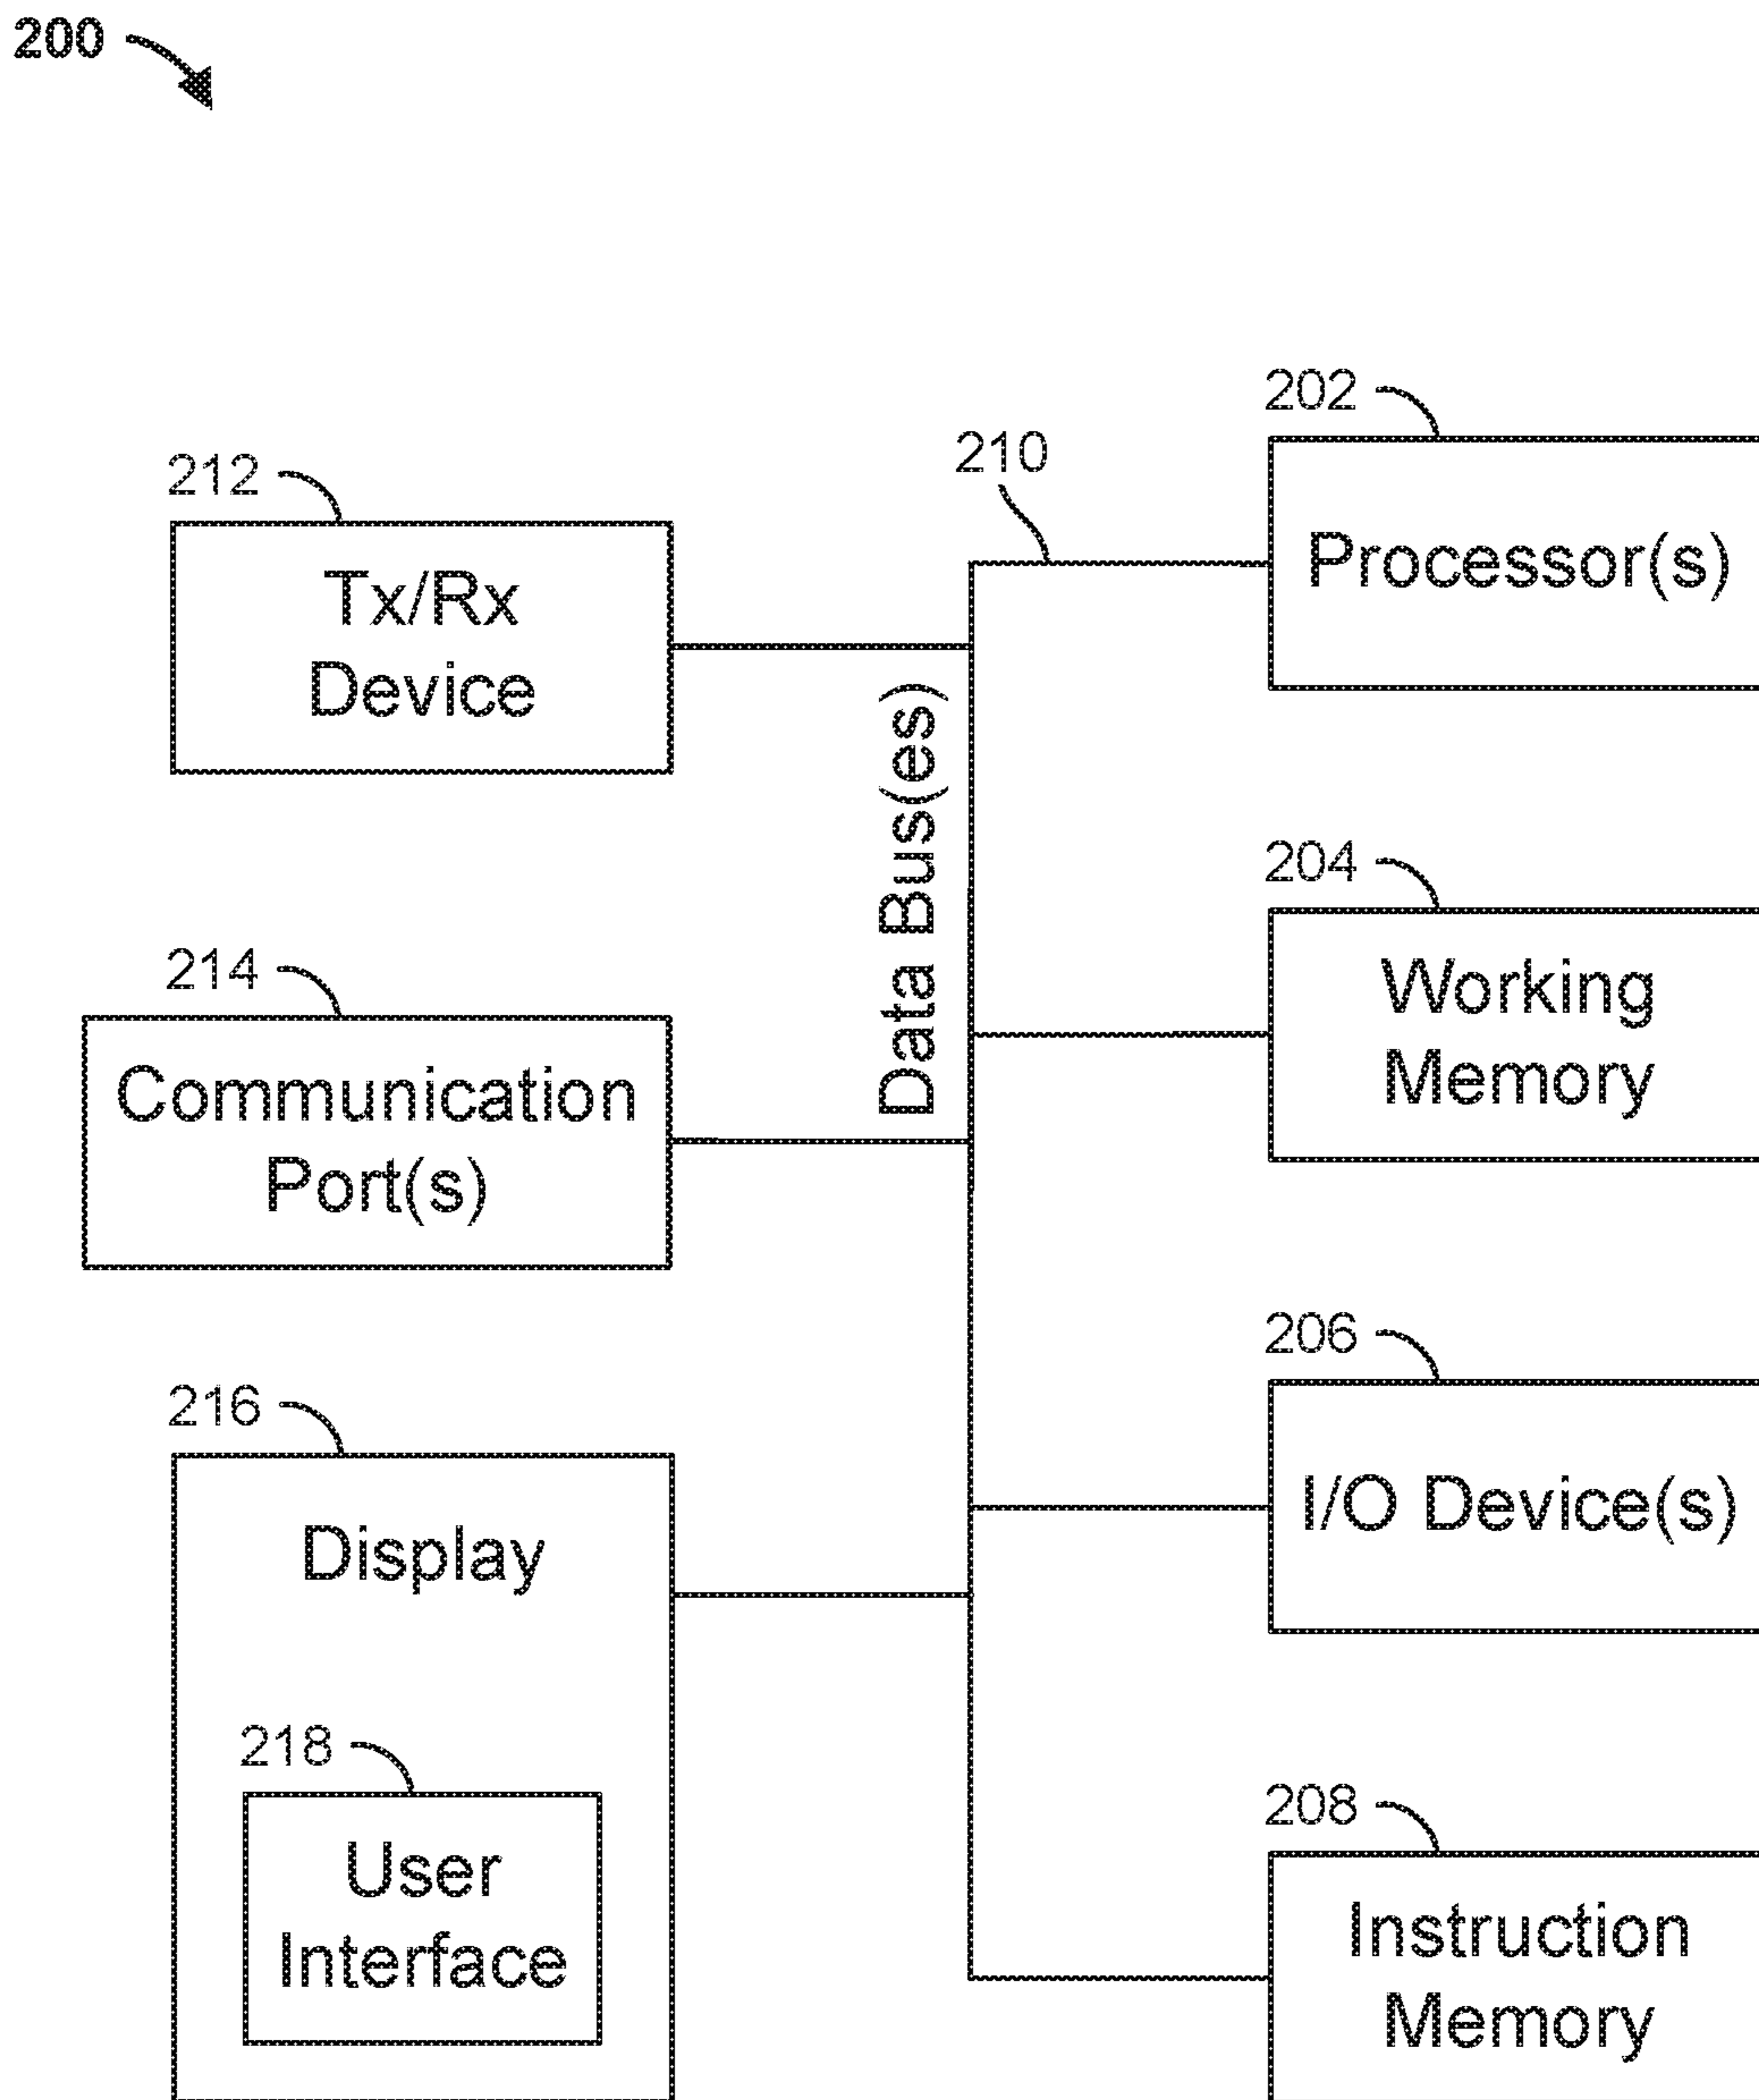 200
202
210
212
Processor(s)
Tx/Rx
Device
Data Bus(es)
204
214
Working
Memory
Communication
Port(s)
206
216
I/O Device(s)
Display
218
208
User
Interface
Instruction
Memory